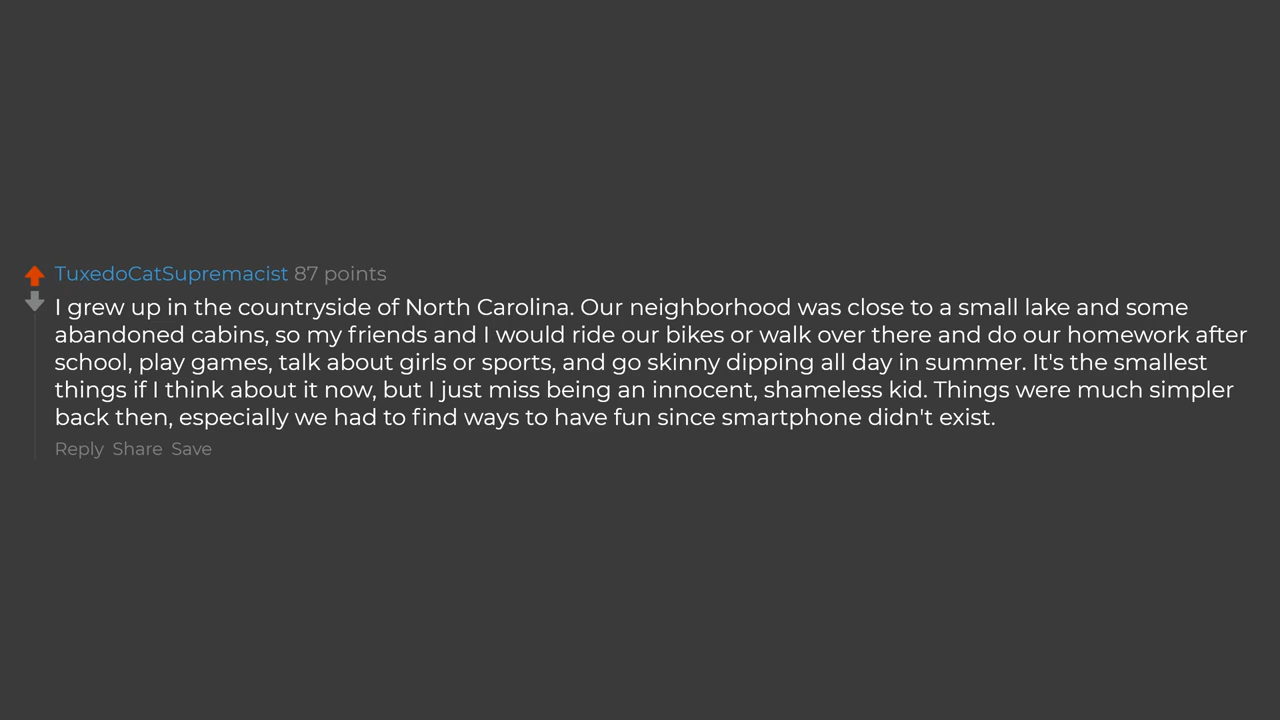 TuxedoCatSupremacist 87 points
I grew up in the countryside of North Carolina. Our neighborhood was close to a small lake and some
abandoned cabins, so my friends and I would ride our bikes or walk over there and do our homework after
school, play games, talk about girls or sports, and go skinny dipping all day in summer. It's the smallest
things if I think about it now, but I just miss being an innocent, shameless kid. Things were much simpler
back then, especially we had to find ways to have fun since smartphone didn't exist.
Reply Share Save